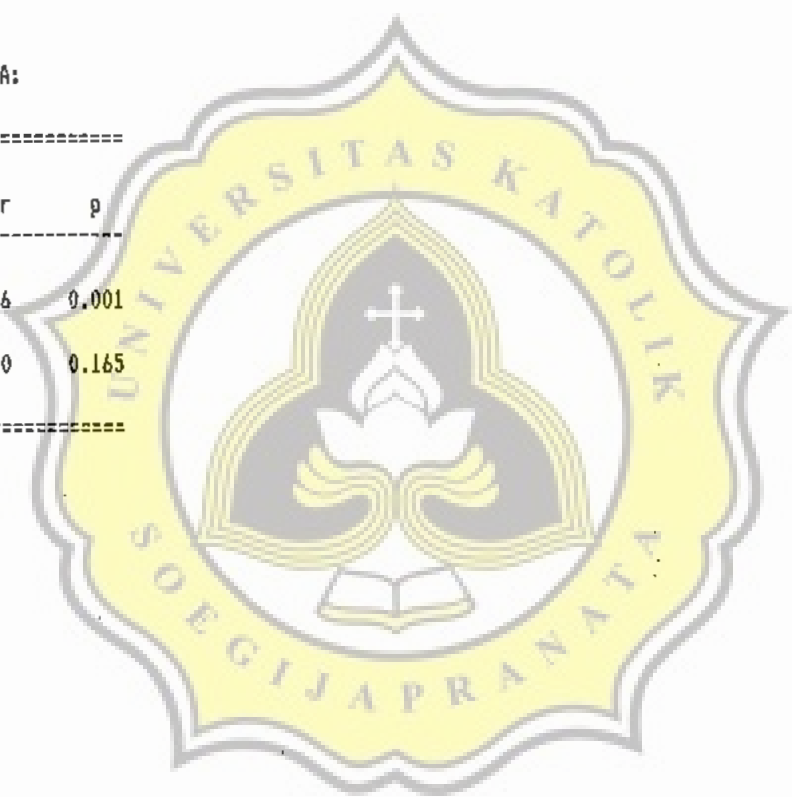 A:
===========
r p
-----------
6 0.001
0 0.165
===========
UNIVERSITAS KATOLIK
SOEGIJAPRANATA